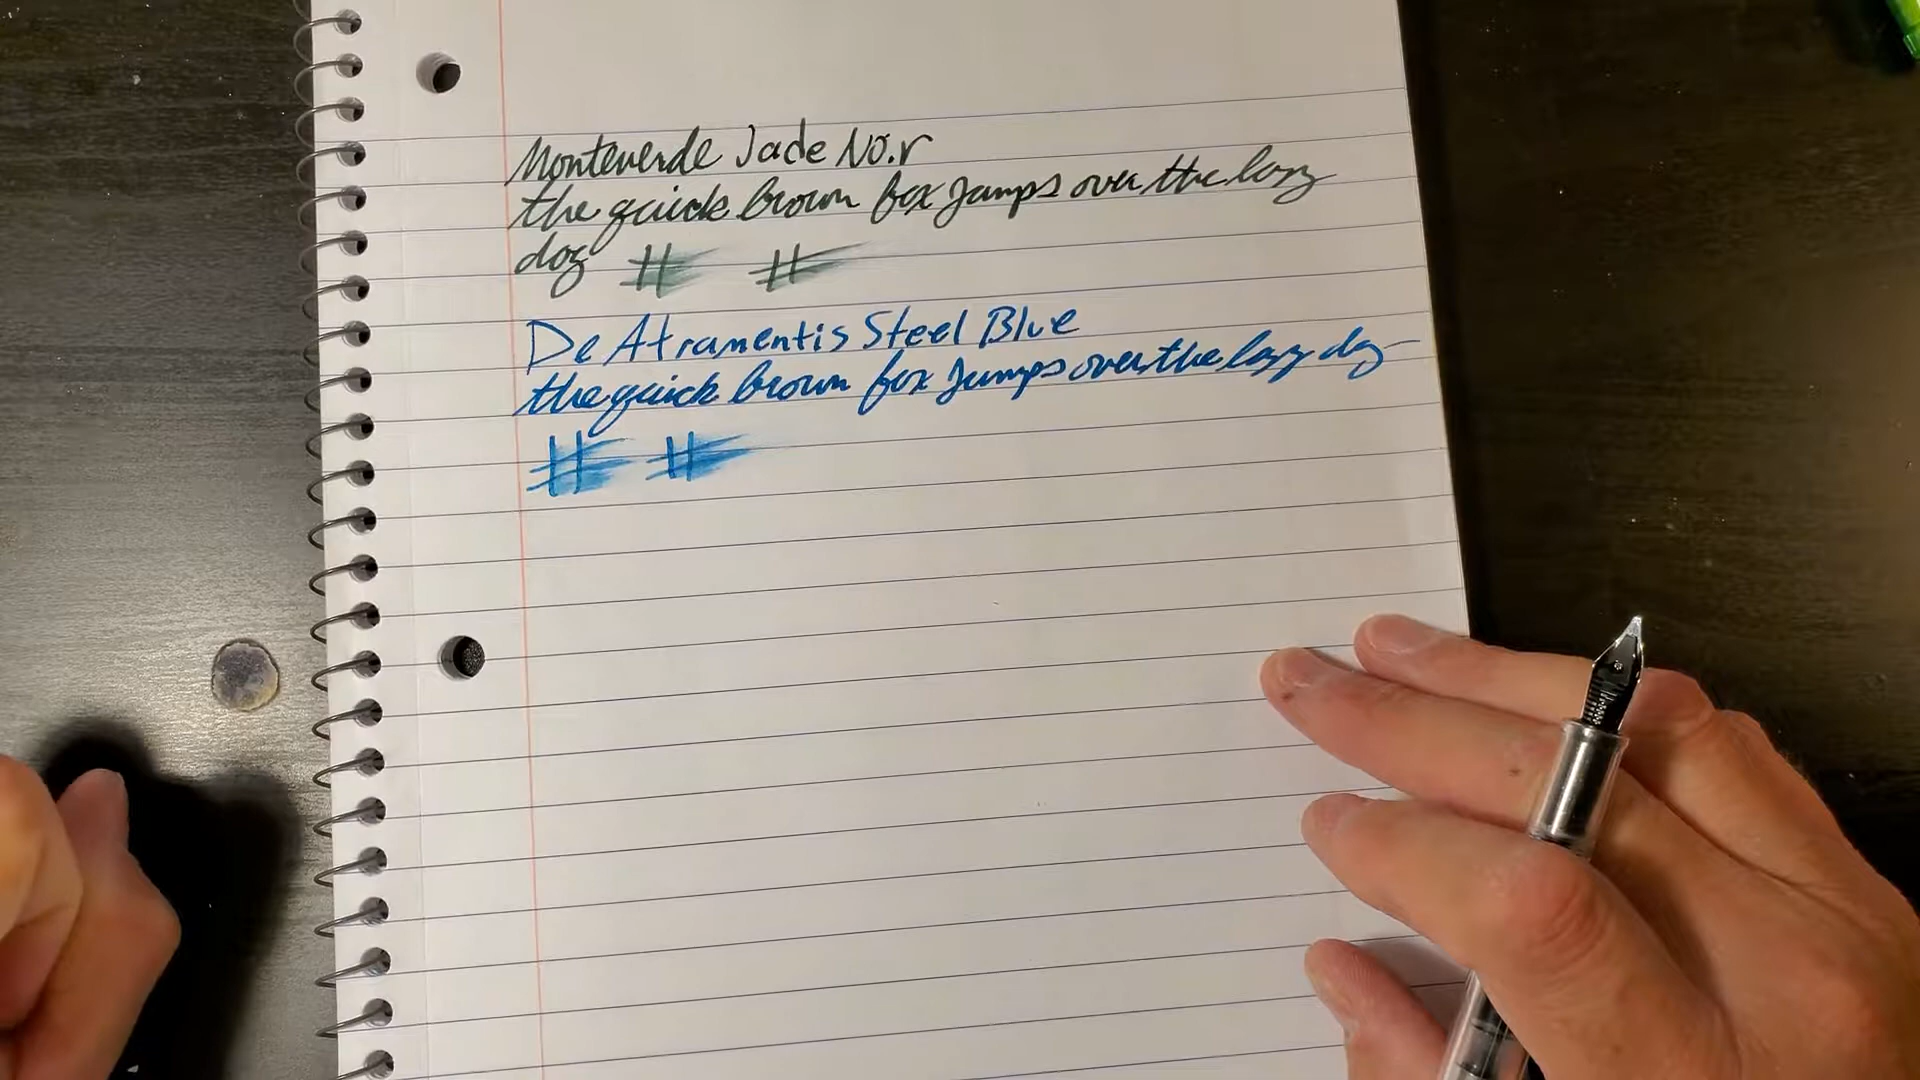 Monteverde Jade No.r
the quick brown fox jumps over the lazy
dog # #
De Atramentis Steel Blue
the quick brown fox jumps over the lazy dog
# #